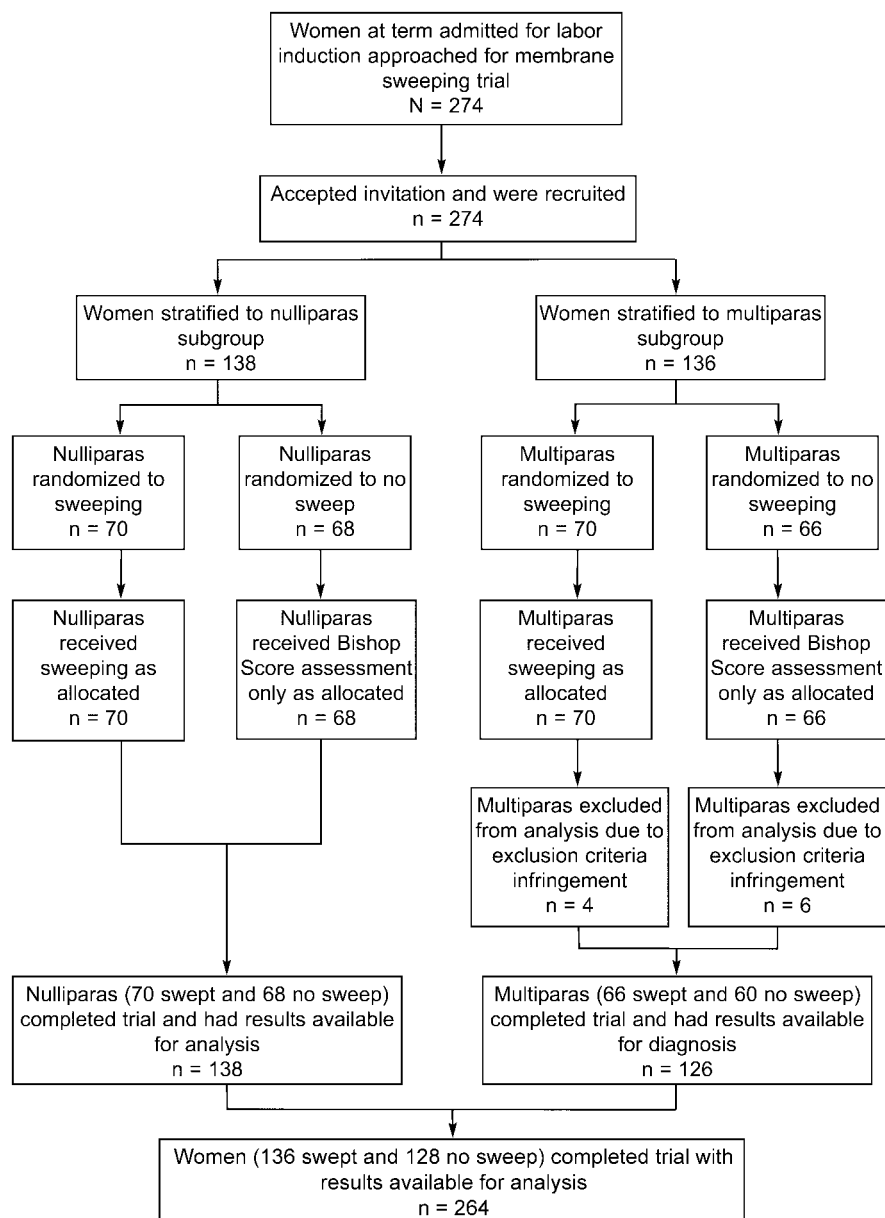 Women at term admitted for labor
induction approached for membrane
sweeping trial
N = 274
Accepted invitation and were recruited
n = 274
Women stratified to nulliparas
subgroup
n = 138
Women stratified to multiparas
subgroup
n = 136
Nulliparas
randomized to
sweeping
n = 70
Nulliparas
randomized to no
sweep
n = 68
Multiparas
randomized to
sweeping
n = 70
Multiparas
randomized to no
sweeping
n = 66
Nulliparas
received
sweeping as
allocated
n = 70
Nulliparas
received Bishop
Score assessment
only as allocated
n = 68
Multiparas
received
sweeping as
allocated
n = 70
Multiparas
received Bishop
Score assessment
only as allocated
n = 66
Multiparas excluded
from analysis due to
exclusion criteria
infringement
n = 4
Multiparas excluded
from analysis due to
exclusion criteria
infringement
n = 6
Nulliparas (70 swept and 68 no sweep)
completed trial and had results available
for analysis
n = 138
Multiparas (66 swept and 60 no sweep)
completed trial and had results available
for diagnosis
n = 126
Women (136 swept and 128 no sweep) completed trial with
results available for analysis
n = 264